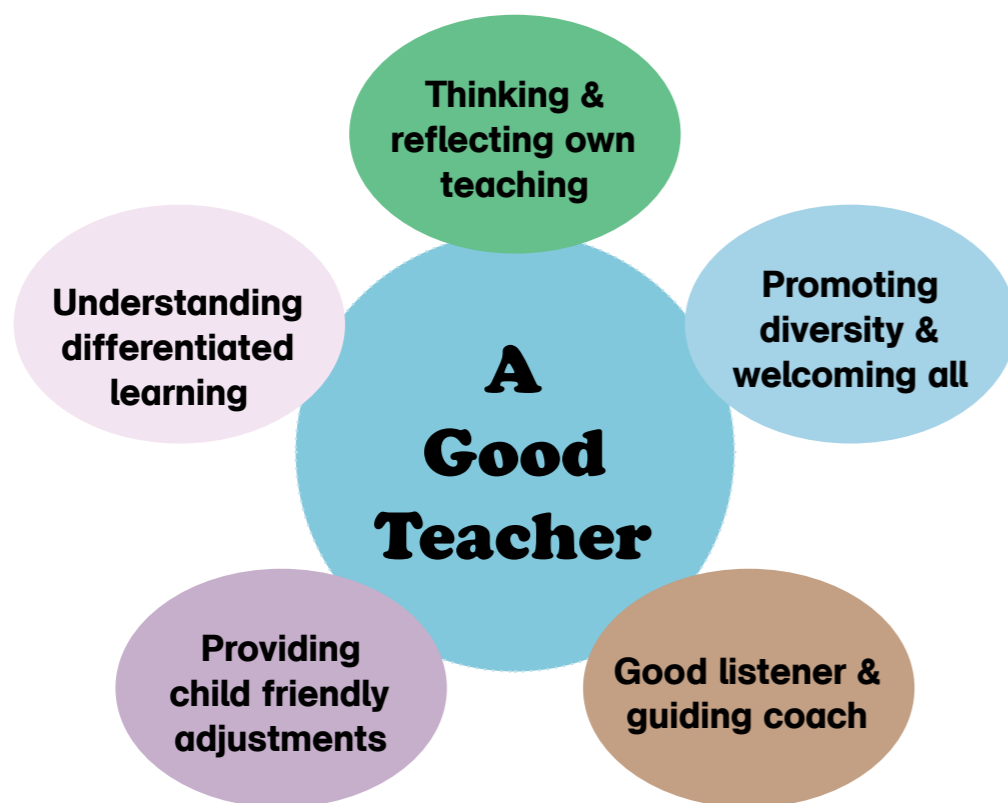 Thinking &
reflecting own
teaching
Understanding
differentiated
learning
Promoting
diversity &
welcoming all
A
Good
Teacher
Providing
child friendly
adjustments
Good listener &
guiding coach